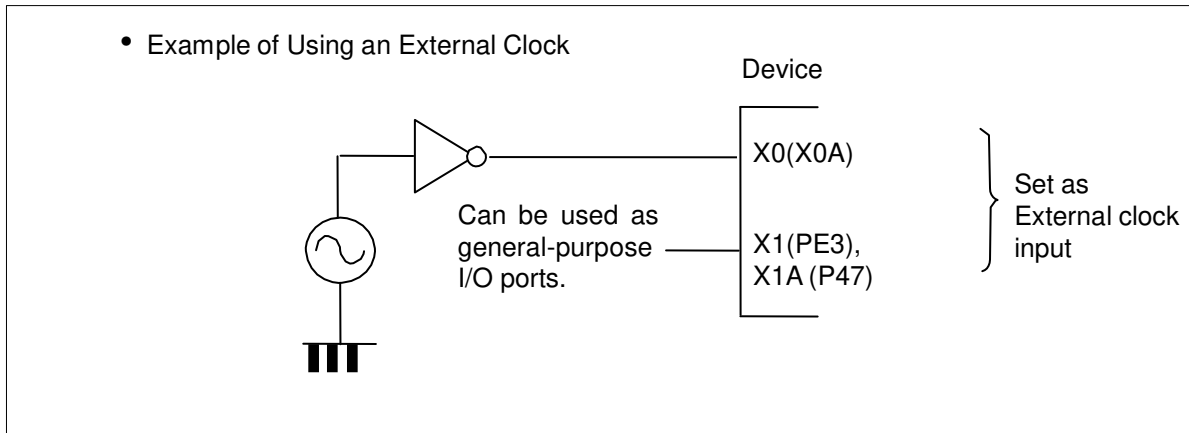 • Example of Using an External Clock
Device
X0(X0A)
Can be used as
general-purpose
I/O ports.
X1(PE3),
X1A (P47)
Set as
External clock
input